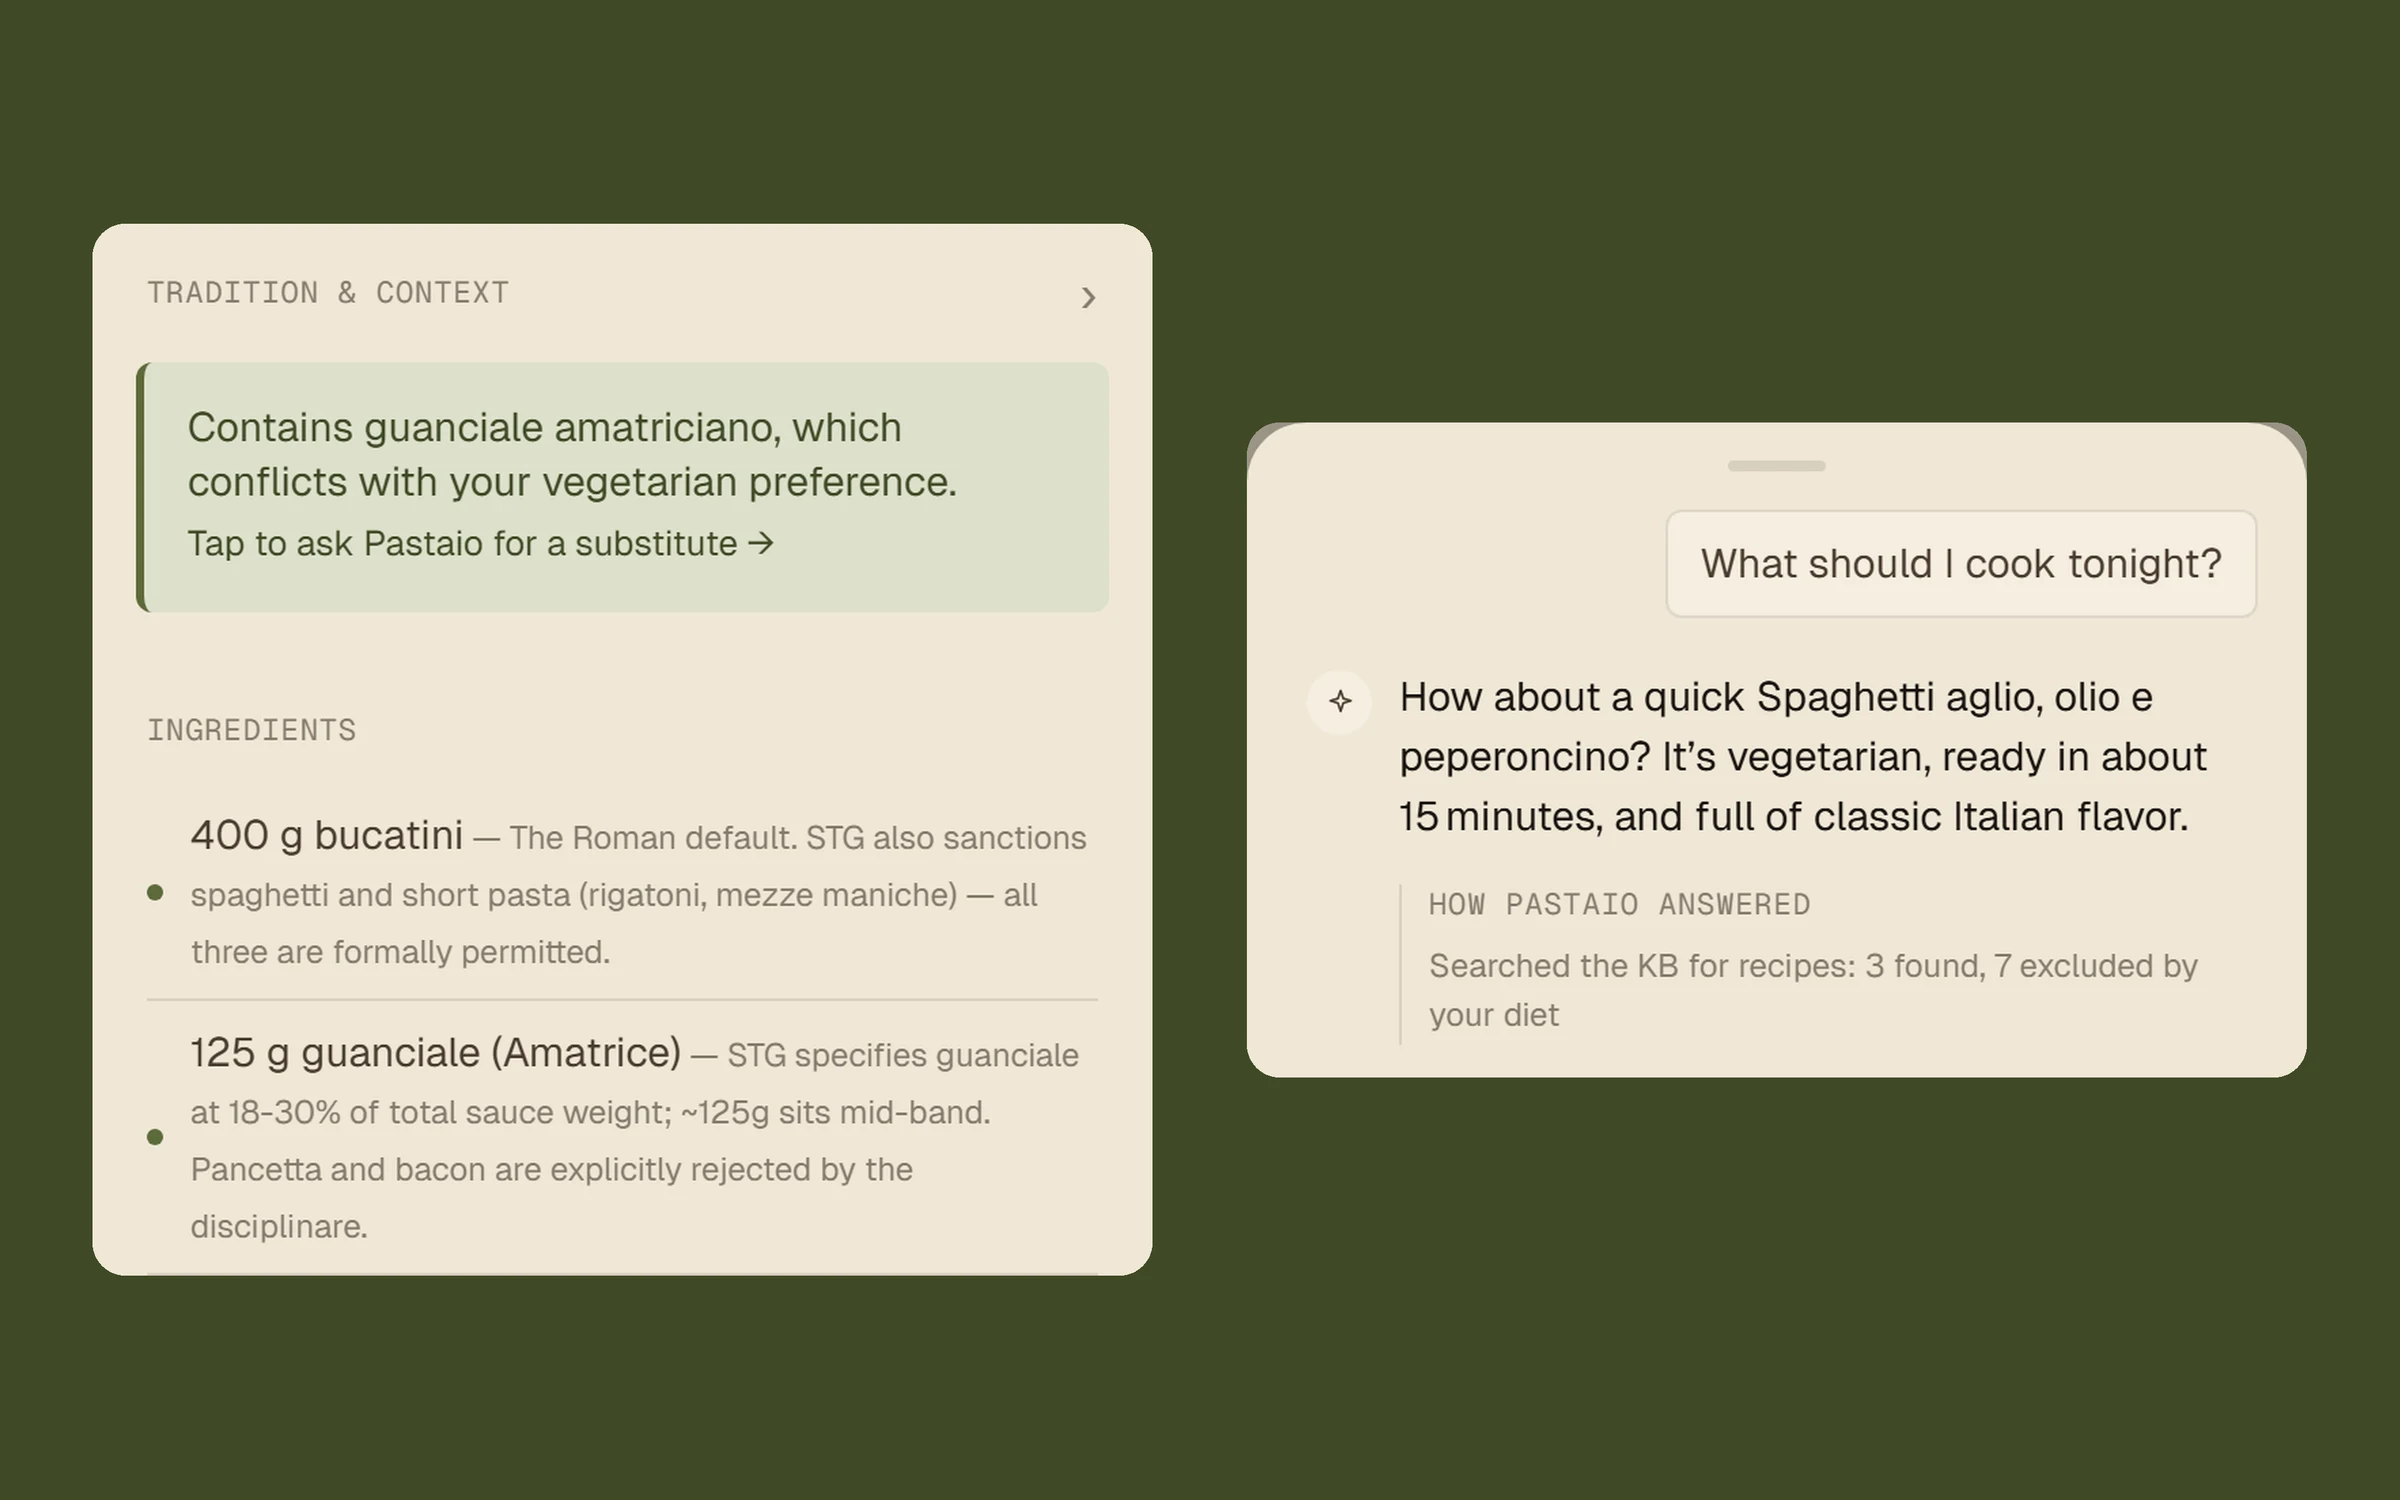 TRADITION & CONTEXT
Contains guanciale amatriciano, which
conflicts with your vegetarian preference.
Tap to ask Pastaio for a substitute →
INGREDIENTS
400 g bucatini — The Roman default. STG also sanctions
spaghetti and short pasta (rigatoni, mezze maniche) — all
three are formally permitted.
125 g guanciale (Amatrice) — STG specifies guanciale
at 18-30% of total sauce weight; ~125g sits mid-band.
Pancetta and bacon are explicitly rejected by the
disciplinare.
What should I cook tonight?
How about a quick Spaghetti aglio, olio e
peperoncino? It’s vegetarian, ready in about
15 minutes, and full of classic Italian flavor.
HOW PASTAIO ANSWERED
Searched the KB for recipes: 3 found, 7 excluded by
your diet